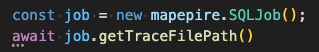 const job = new mapepire.SQLJob();
await job.getTraceFilePath()